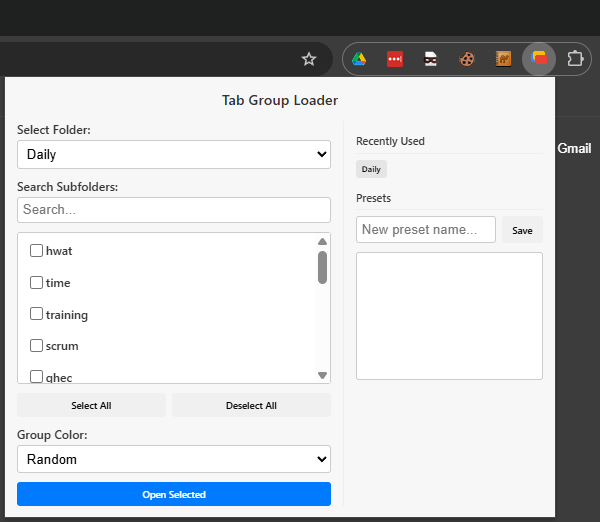 Tab Group Loader
Select Folder:
Daily
Search Subfolders:
Search...
hwat
time
training
scrum
ghec
Select All
Deselect All
Group Color:
Random
Open Selected
Recently Used
Daily
Presets
New preset name...
Save
Gmail